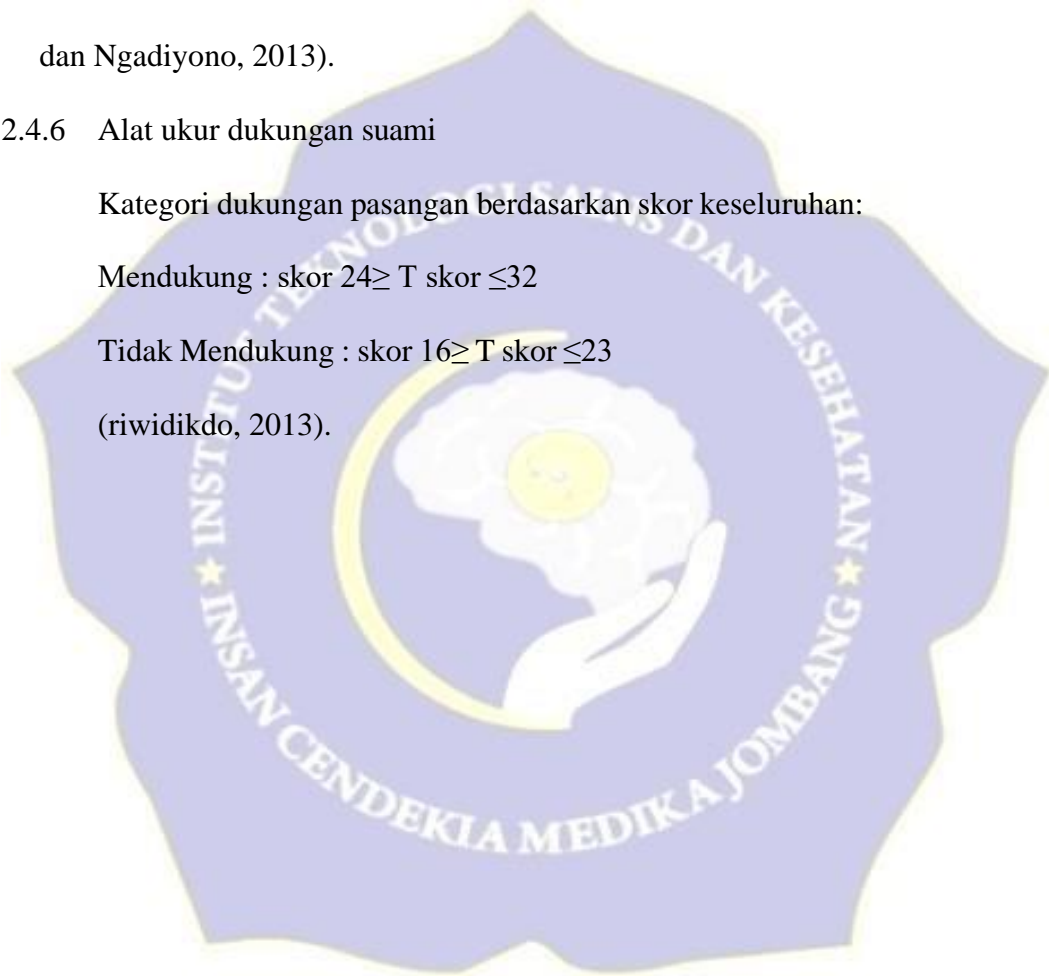 dan Ngadiyono, 2013).
2.4.6 Alat ukur dukungan suami
Kategori dukungan pasangan berdasarkan skor keseluruhan:
Mendukung : skor 24≥ T skor ≤32
Tidak Mendukung : skor 16≥ T skor ≤23
(riwidikdo, 2013).
INSTITUT TEKNOLOGI SAINS DAN KESEHATAN
INSAN CENDEKIA MEDIKA JOMBANG